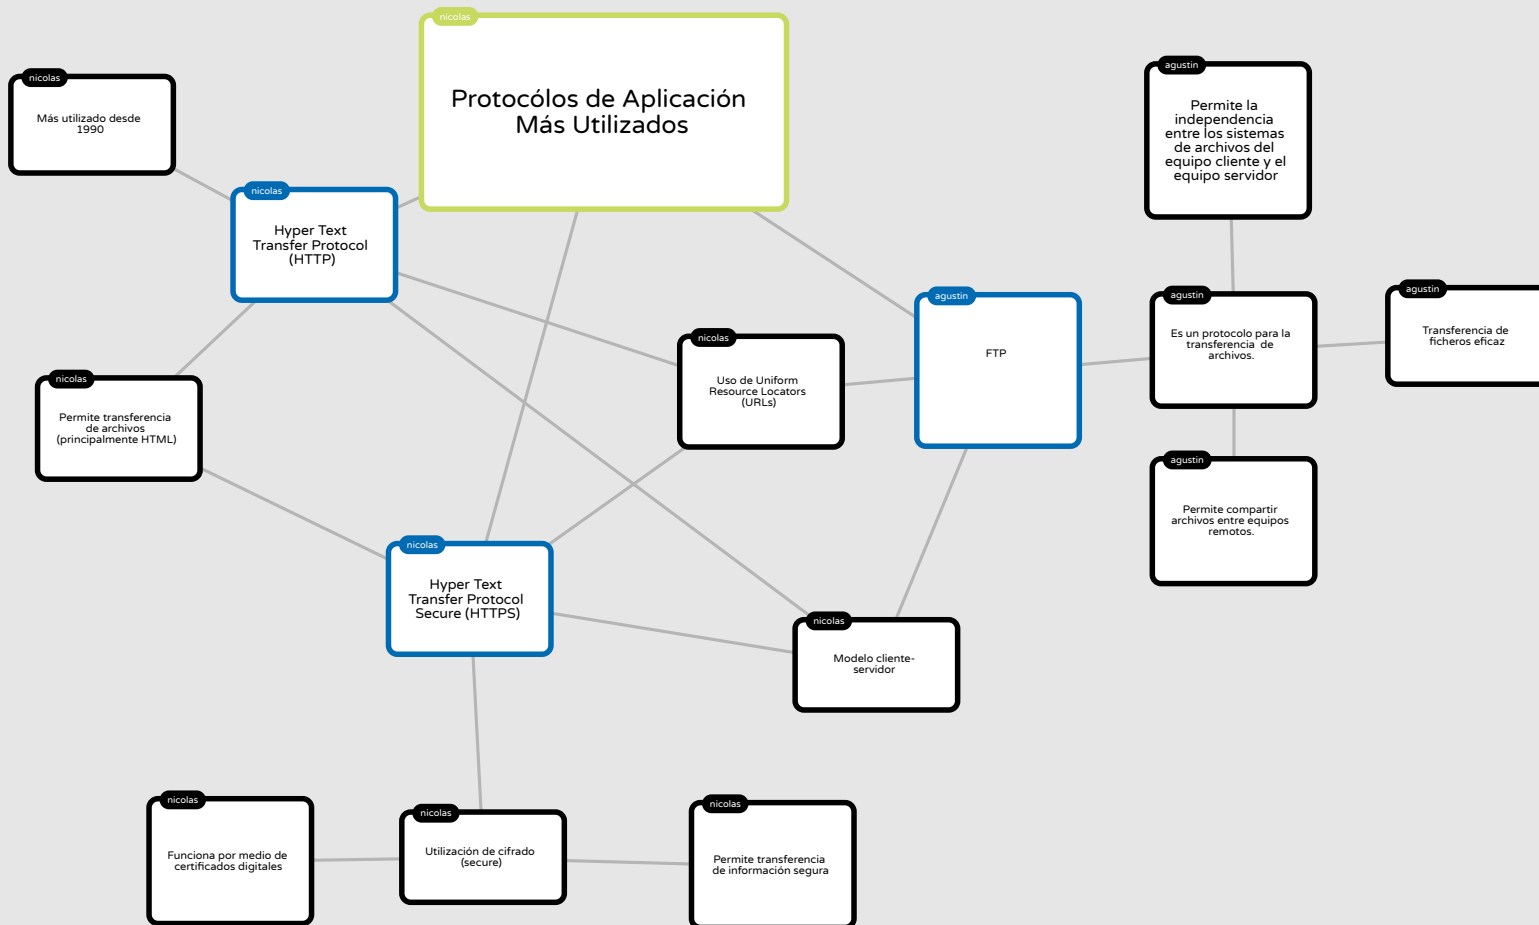 nicolas
Protocólos de Aplicación
Más Utilizados
nicolas
Más utilizado desde
1990
agustin
Permite la
independencia
entre los sistemas
de archivos del
equipo cliente y el
equipo servidor
nicolas
Hyper Text
Transfer Protocol
(HTTP)
agustin
FTP
agustin
Es un protocolo para la
transferencia de
archivos.
agustin
Transferencia de
ficheros eficaz
nicolas
Uso de Uniform
Resource Locators
(URLs)
nicolas
Permite transferencia
de archivos
(principalmente HTML)
agustin
Permite compartir
archivos entre equipos
remotos.
nicolas
Hyper Text
Transfer Protocol
Secure (HTTPS)
nicolas
Modelo cliente-
servidor
nicolas
Funciona por medio de
certificados digitales
nicolas
Utilización de cifrado
(secure)
nicolas
Permite transferencia
de información segura